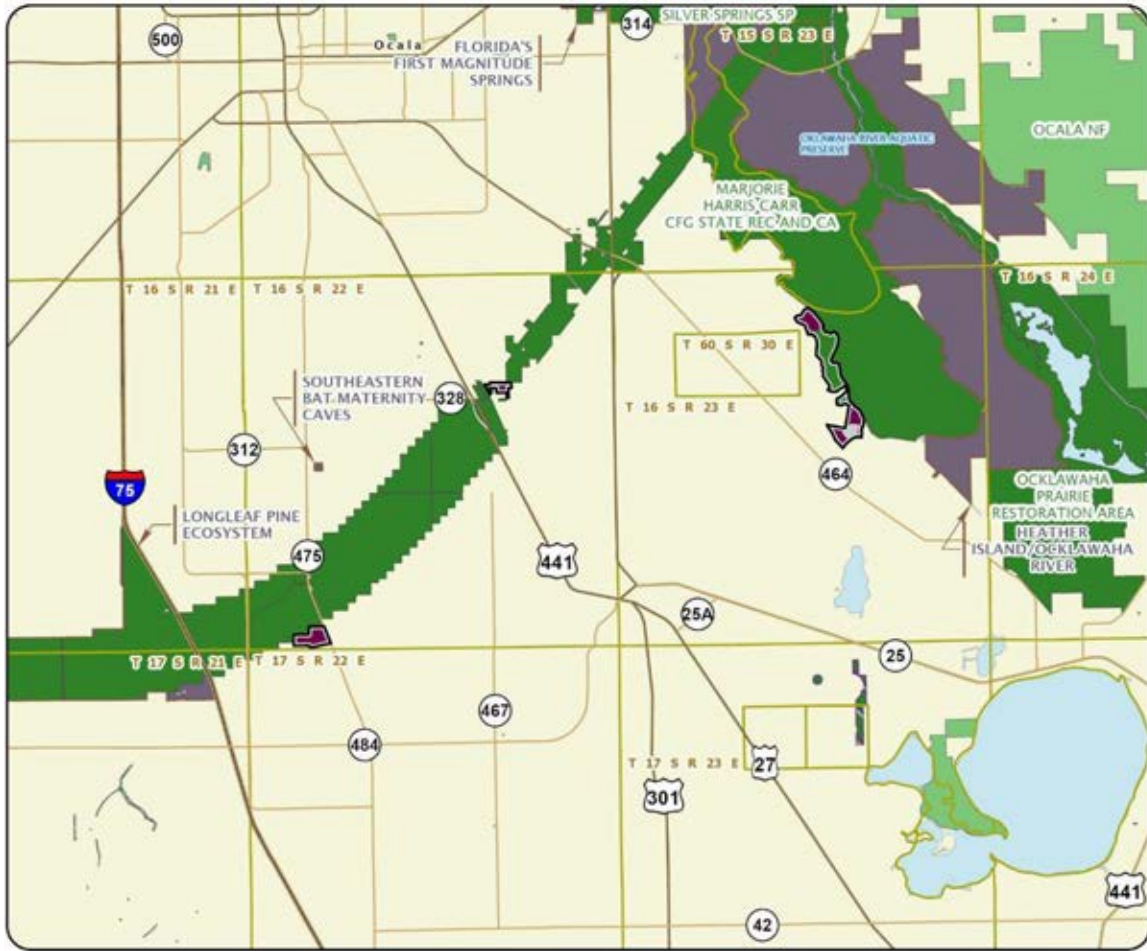 SILVER SPRINGS SP
314
500
T 15 S R 23 E
Ocala
FLORIDA'S
FIRST MAGNITUDE
SPRINGS
OCALA NF
OKLAWAHA RIVER AQUATIC
PRESERVE
MARJORIE
HARRIS CARR
CFG STATE REC AND CA
T 16 S R 21 E
T 16 S R 22 E
T 16 S R 24 E
T 60 S R 30 E
SOUTHEASTERN
BAT MATERNITY
CAVES
328
T 16 S R 23 E
312
464
75
LONGLEAF PINE
ECOSYSTEM
OCKLAWAHA
PRAIRIE
RESTORATION AREA
HEATHER
ISLAND/OCKLAWAHA
RIVER
475
441
25A
25
T 17 S R 21 E
T 17 S R 22 E
467
484
T 17 S R 23 E
27
301
441
42